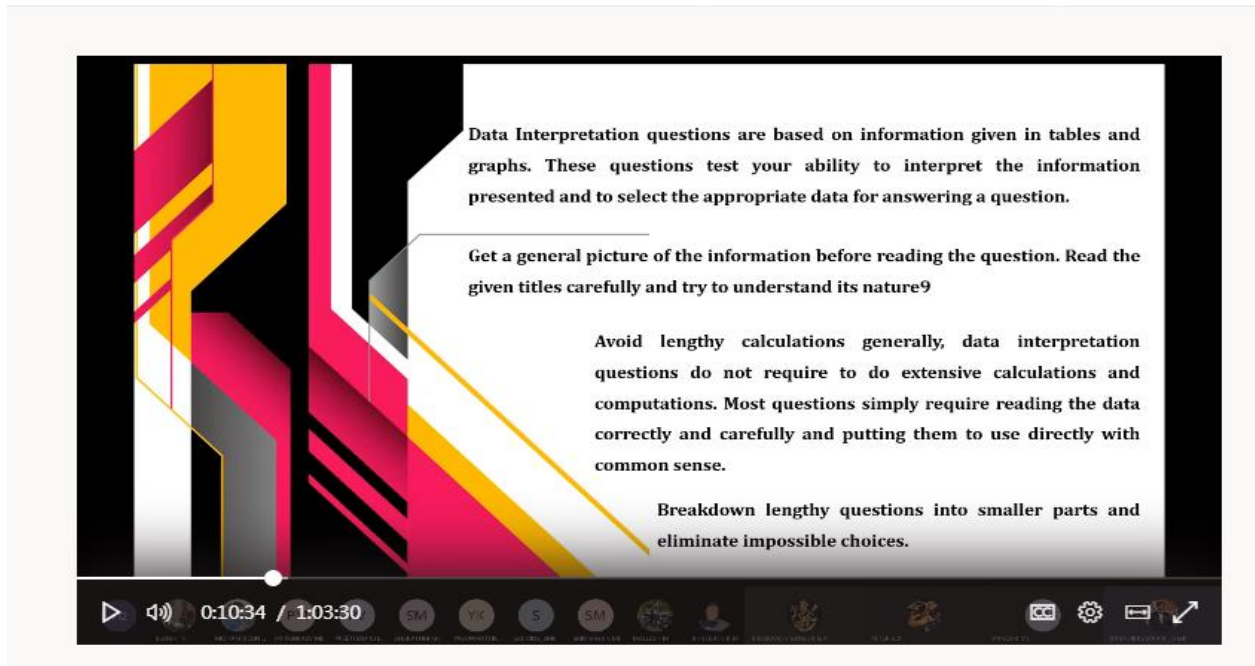 Data Interpretation questions are based on information given in tables and
graphs. These questions test your ability to interpret the information
presented and to select the appropriate data for answering a question.
Get a general picture of the information before reading the question. Read the
given titles carefully and try to understand its nature9
Avoid lengthy calculations generally, data interpretation
questions do not require to do extensive calculations and
computations. Most questions simply require reading the data
correctly and carefully and putting them to use directly with
common sense.
Breakdown lengthy questions into smaller parts and
eliminate impossible choices.
0:10:34 / 1:03:30 SM YK S SM CC